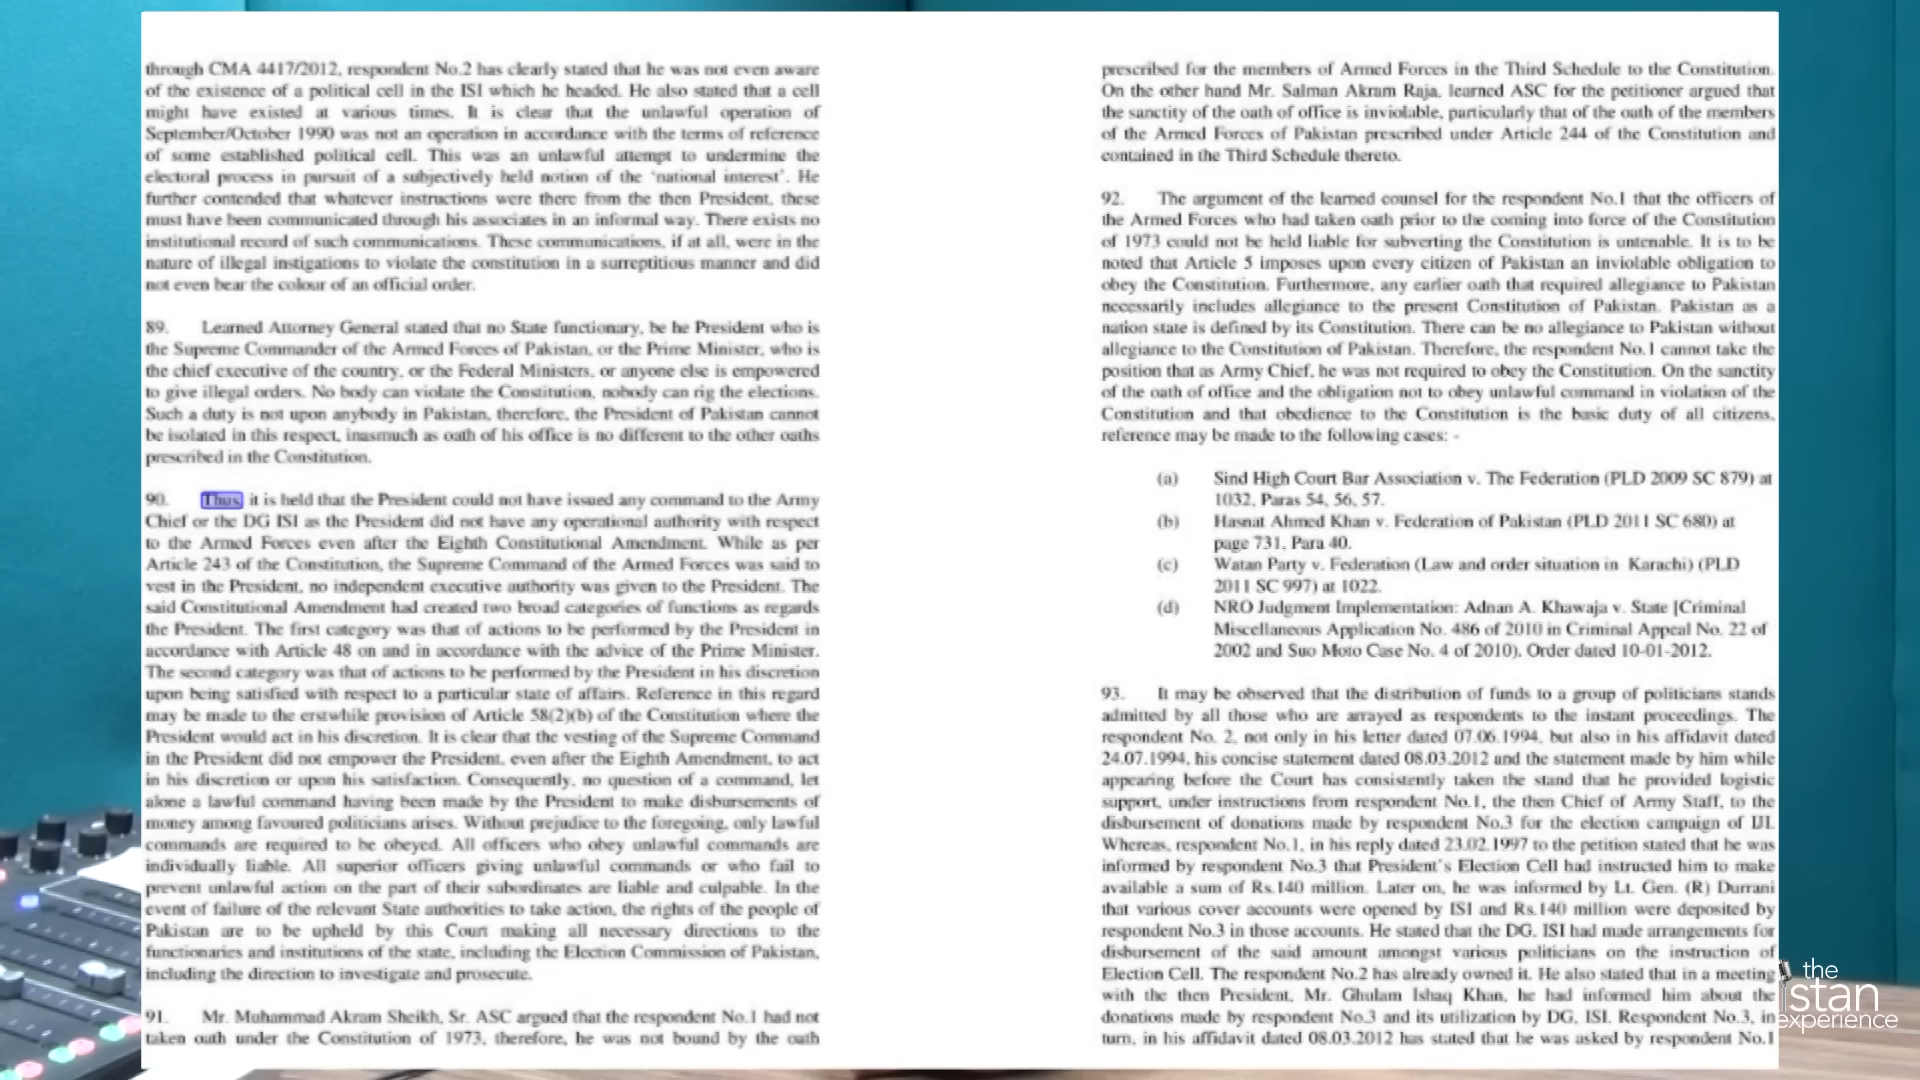 through CMA 4417/2012, respondent No.2 has clearly stated that he was not even aware
of the existence of a political cell in the ISI which he headed. He also stated that a cell
might have existed at various times. It is clear that the unlawful operation of
September/October 1990 was not an operation in accordance with the terms of reference
of some established political cell. This was an unlawful attempt to undermine the
electoral process in pursuit of a subjectively held notion of the 'national interest'. He
further contended that whatever instructions were there from the then President, these
must have been communicated through his associates in an informal way. There exists no
institutional record of such communications. These communications, if at all, were in the
nature of illegal instigations to violate the constitution in a surreptitious manner and did
not even bear the colour of an official order.
89. Learned Attorney General stated that no State functionary, be he President who is
the Supreme Commander of the Armed Forces of Pakistan, or the Prime Minister, who is
the chief executive of the country, or the Federal Ministers, or anyone else is empowered
to give illegal orders. No body can violate the Constitution, nobody can rig the elections.
Such a duty is not upon anybody in Pakistan, therefore, the President of Pakistan cannot
be isolated in this respect, inasmuch as oath of his office is no different to the other oaths
prescribed in the Constitution.
90. Thus, it is held that the President could not have issued any command to the Army
Chief or the DG ISI as the President did not have any operational authority with respect
to the Armed Forces even after the Eighth Constitutional Amendment. While as per
Article 243 of the Constitution, the Supreme Command of the Armed Forces was said to
vest in the President, no independent executive authority was given to the President. The
said Constitutional Amendment had created two broad categories of functions as regards
the President. The first category was that of actions to be performed by the President in
accordance with Article 48 on and in accordance with the advice of the Prime Minister.
The second category was that of actions to be performed by the President in his discretion
upon being satisfied with respect to a particular state of affairs. Reference in this regard
may be made to the erstwhile provision of Article 58(2)(b) of the Constitution where the
President would act in his discretion. It is clear that the vesting of the Supreme Command
in the President did not empower the President, even after the Eighth Amendment, to act
in his discretion or upon his satisfaction. Consequently, no question of a command, let
alone a lawful command having been made by the President to make disbursements of
money among favoured politicians arises. Without prejudice to the foregoing, only lawful
commands are required to be obeyed. All officers who obey unlawful commands are
individually liable. All superior officers giving unlawful commands or who fail to
prevent unlawful action on the part of their subordinates are liable and culpable. In the
event of failure of the relevant State authorities to take action, the rights of the people of
Pakistan are to be upheld by this Court making all necessary directions to the
functionaries and institutions of the state, including the Election Commission of Pakistan,
including the direction to investigate and prosecute.
91. Mr. Muhammad Akram Sheikh, Sr. ASC argued that the respondent No.1 had not
taken oath under the Constitution of 1973, therefore, he was not bound by the oath
prescribed for the members of Armed Forces in the Third Schedule to the Constitution.
On the other hand Mr. Salman Akram Raja, learned ASC for the petitioner argued that
the sanctity of the oath of office is inviolable, particularly that of the oath of the members
of the Armed Forces of Pakistan prescribed under Article 244 of the Constitution and
contained in the Third Schedule thereto.
92. The argument of the learned counsel for the respondent No.1 that the officers of
the Armed Forces who had taken oath prior to the coming into force of the Constitution
of 1973 could not be held liable for subverting the Constitution is untenable. It is to be
noted that Article 5 imposes upon every citizen of Pakistan an inviolable obligation to
obey the Constitution. Furthermore, any earlier oath that required allegiance to Pakistan
necessarily includes allegiance to the present Constitution of Pakistan. Pakistan as a
nation state is defined by its Constitution. There can be no allegiance to Pakistan without
allegiance to the Constitution of Pakistan. Therefore, the respondent No.1 cannot take the
position that as Army Chief, he was not required to obey the Constitution. On the sanctity
of the oath of office and the obligation not to obey unlawful command in violation of the
Constitution and that obedience to the Constitution is the basic duty of all citizens,
reference may be made to the following cases: -
(a) Sind High Court Bar Association v. The Federation (PLD 2009 SC 879) at
1032, Paras 54, 56, 57.
(b) Hasnat Ahmed Khan v. Federation of Pakistan (PLD 2011 SC 680) at
page 731, Para 40.
(c) Watan Party v. Federation (Law and order situation in Karachi) (PLD
2011 SC 997) at 1022.
(d) NRO Judgment Implementation: Adnan A. Khawaja v. State [Criminal
Miscellaneous Application No. 486 of 2010 in Criminal Appeal No. 22 of
2002 and Suo Moto Case No. 4 of 2010). Order dated 10-01-2012.
93. It may be observed that the distribution of funds to a group of politicians stands
admitted by all those who are arrayed as respondents to the instant proceedings. The
respondent No. 2, not only in his letter dated 07.06.1994, but also in his affidavit dated
24.07.1994, his concise statement dated 08.03.2012 and the statement made by him while
appearing before the Court has consistently taken the stand that he provided logistic
support, under instructions from respondent No.1, the then Chief of Army Staff, to the
disbursement of donations made by respondent No.3 for the election campaign of IJI.
Whereas, respondent No.1, in his reply dated 23.02.1997 to the petition stated that he was
informed by respondent No.3 that President's Election Cell had instructed him to make
available a sum of Rs.140 million. Later on, he was informed by Lt. Gen. (R) Durrani
that various cover accounts were opened by ISI and Rs.140 million were deposited by
respondent No.3 in those accounts. He stated that the DG, ISI had made arrangements for
disbursement of the said amount amongst various politicians on the instruction of
Election Cell. The respondent No.2 has already owned it. He also stated that in a meeting
with the then President, Mr. Ghulam Ishaq Khan, he had informed him about the
donations made by respondent No.3 and its utilization by DG, ISI. Respondent No.3, in
turn, in his affidavit dated 08.03.2012 has stated that he was asked by respondent No.1
the
stan
experience